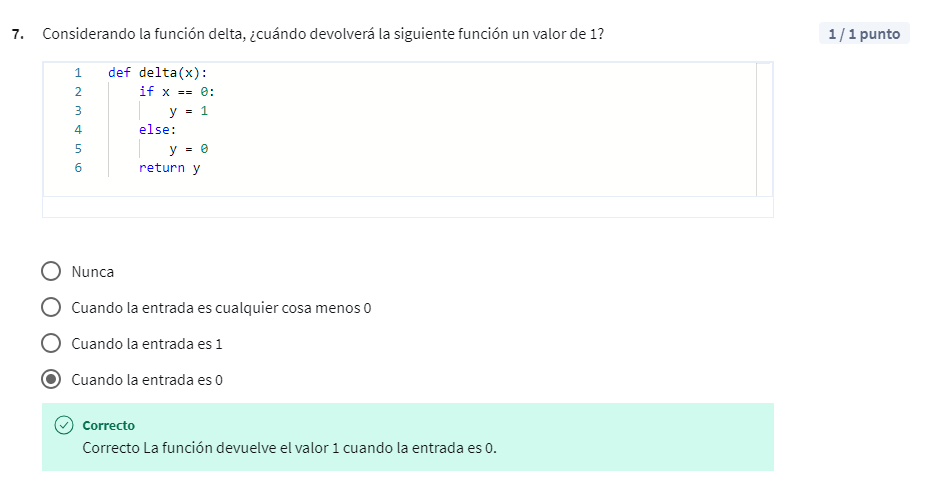 7. Considerando la función delta, ¿cuándo devolverá la siguiente función un valor de 1?
1 / 1 punto
1 def delta(x):
2 if x == 0:
3 y = 1
4 else:
5 y = 0
6 return y
Nunca
Cuando la entrada es cualquier cosa menos 0
Cuando la entrada es 1
Cuando la entrada es 0
Correcto
Correcto La función devuelve el valor 1 cuando la entrada es 0.